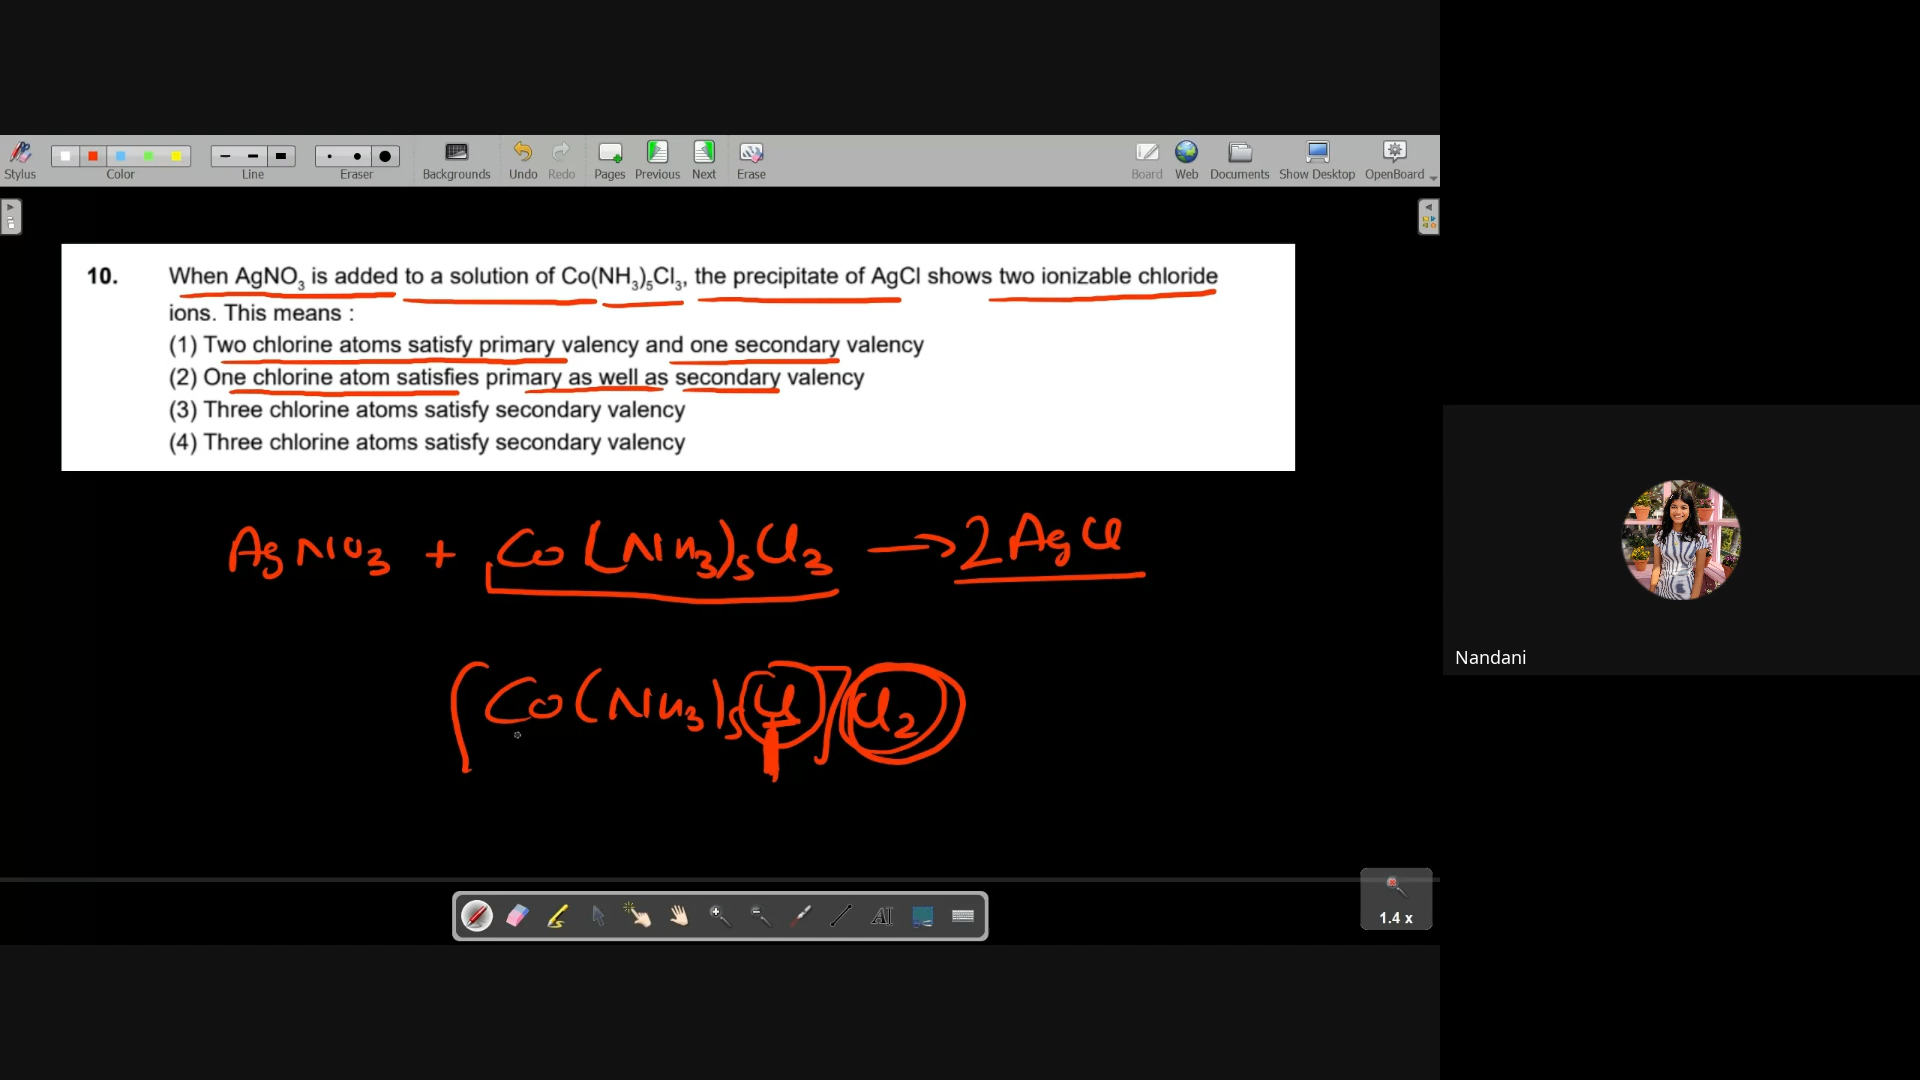 Stylus Color Line Eraser Backgrounds Undo Redo Pages Previous Next Erase Board Web Documents Show Desktop OpenBoard
10. When AgNO₃ is added to a solution of Co(NH₃)₅Cl₃, the precipitate of AgCl shows two ionizable chloride
ions. This means :
(1) Two chlorine atoms satisfy primary valency and one secondary valency
(2) One chlorine atom satisfies primary as well as secondary valency
(3) Three chlorine atoms satisfy secondary valency
(4) Three chlorine atoms satisfy secondary valency
AgNO₃ + Co(NH₃)₅Cl₃ → 2AgCl
[Co(NH₃)₅Cl]Cl₂
Nandani
1.4 x